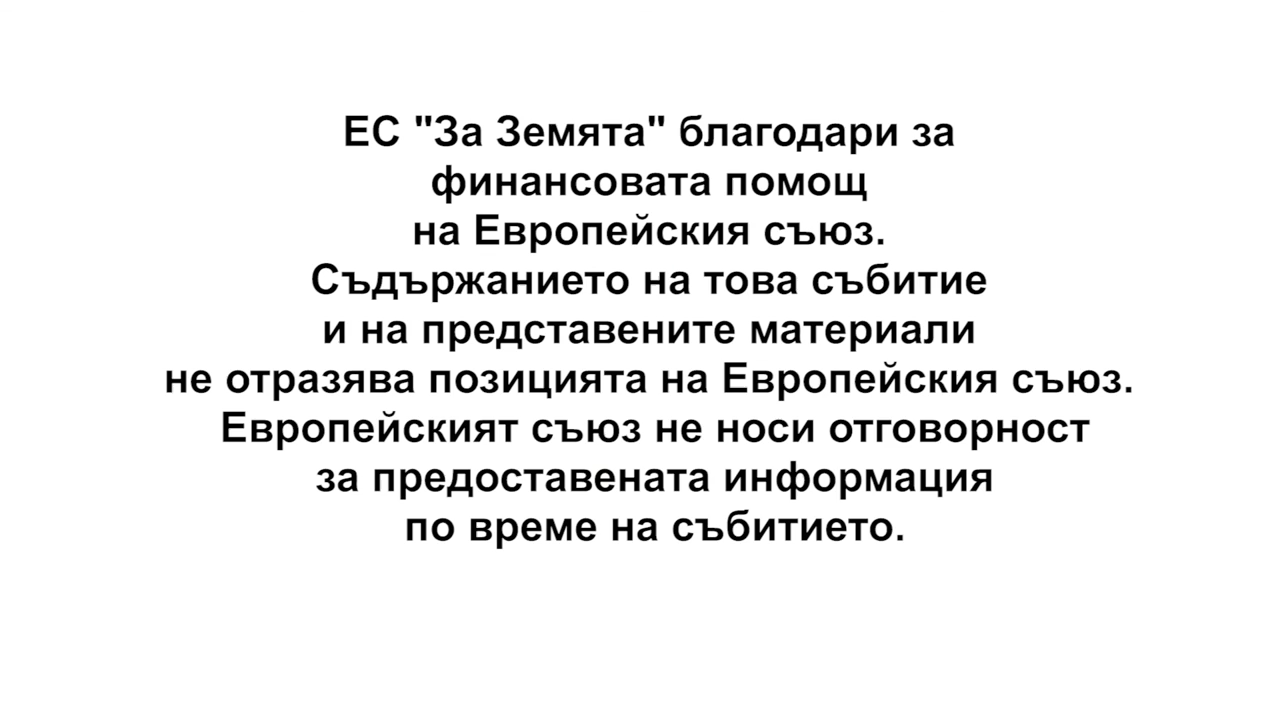 ЕС "За Земята" благодари за
финансовата помощ
на Европейския съюз.
Съдържанието на това събитие
и на представените материали
не отразява позицията на Европейския съюз.
Европейският съюз не носи отговорност
за предоставената информация
по време на събитието.